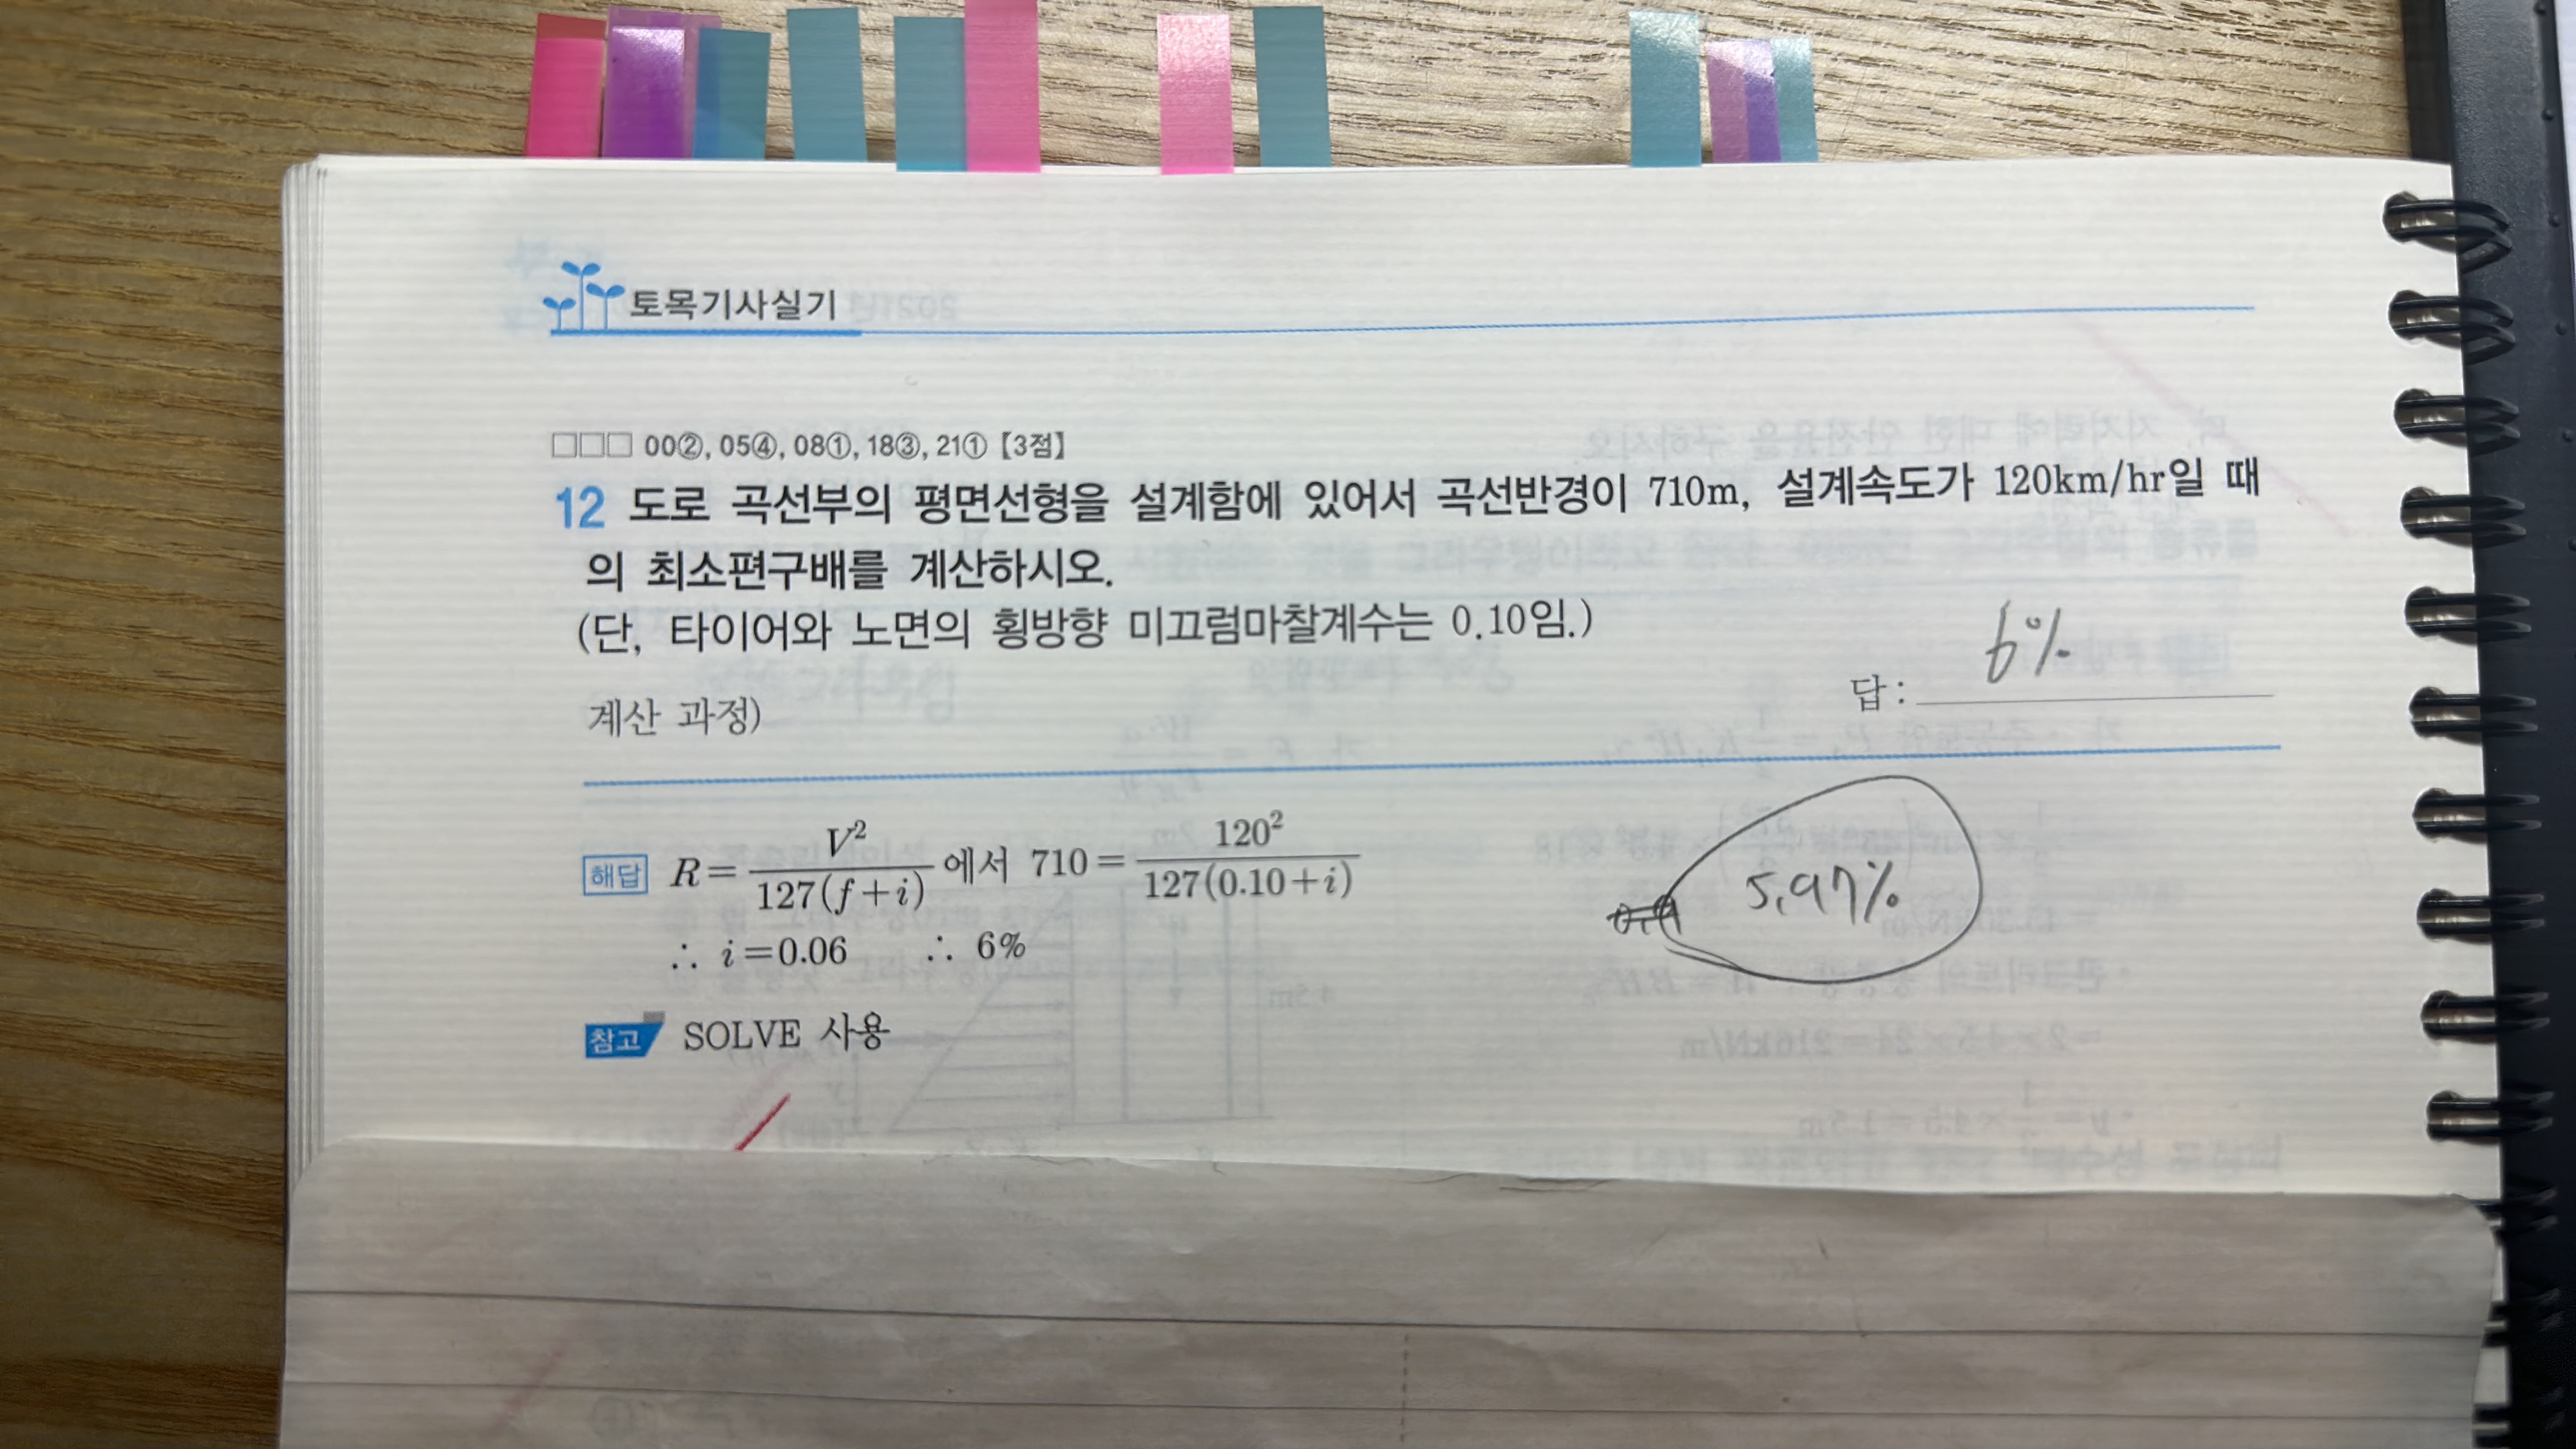 토목기사실기
□□□ 00②, 05④, 08①, 18③, 21① 【3점】
12 도로 곡선부의 평면선형을 설계함에 있어서 곡선반경이 710m, 설계속도가 120km/hr일 때
의 최소편구배를 계산하시오.
(단, 타이어와 노면의 횡방향 미끄럼마찰계수는 0.10임.)
계산 과정)
답 : 6%
해답 R = V² / 127(f+i) 에서 710 = 120² / 127(0.10+i)
∴ i = 0.06 ∴ 6%
5.97%
참고 SOLVE 사용